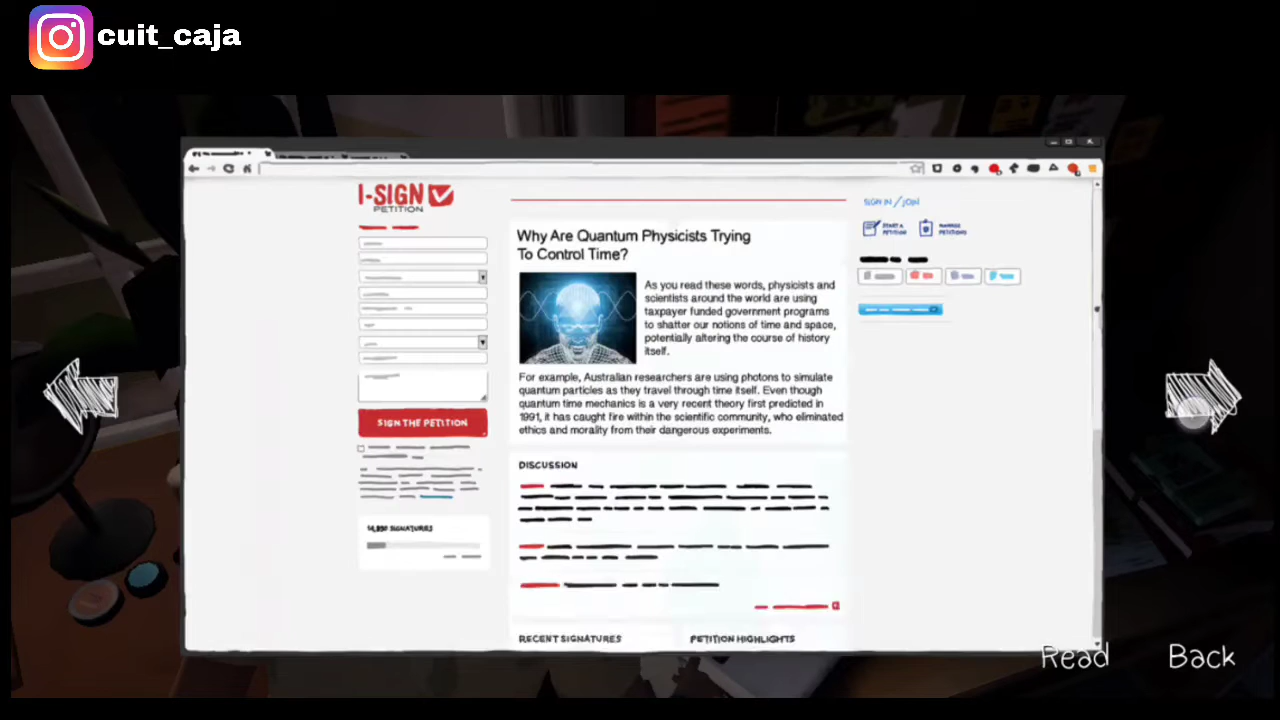 cuit_caja
I-SIGN
PETITION
SIGN IN / JOIN
START A
PETITION
MANAGE
PETITIONS
Why Are Quantum Physicists Trying
To Control Time?
As you read these words, physicists and
scientists around the world are using
taxpayer funded government programs
to shatter our notions of time and space,
potentially altering the course of history
itself.
For example, Australian researchers are using photons to simulate
quantum particles as they travel through time itself. Even though
quantum time mechanics is a very recent theory first predicted in
1991, it has caught fire within the scientific community, who eliminated
ethics and morality from their dangerous experiments.
SIGN THE PETITION
DISCUSSION
SIGNATURES
RECENT SIGNATURES
PETITION HIGHLIGHTS
Read
Back